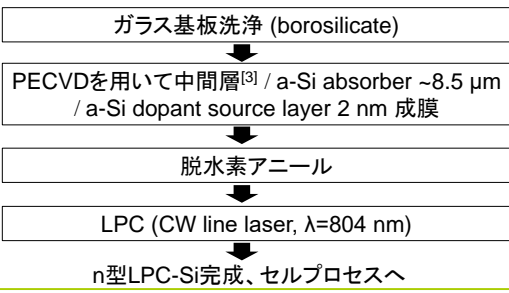 ガラス基板洗浄 (borosilicate)
PECVDを用いて中間層[3] / a-Si absorber ~8.5 μm
/ a-Si dopant source layer 2 nm 成膜
脱水素アニール
LPC (CW line laser, λ=804 nm)
n型LPC-Si完成、セルプロセスへ